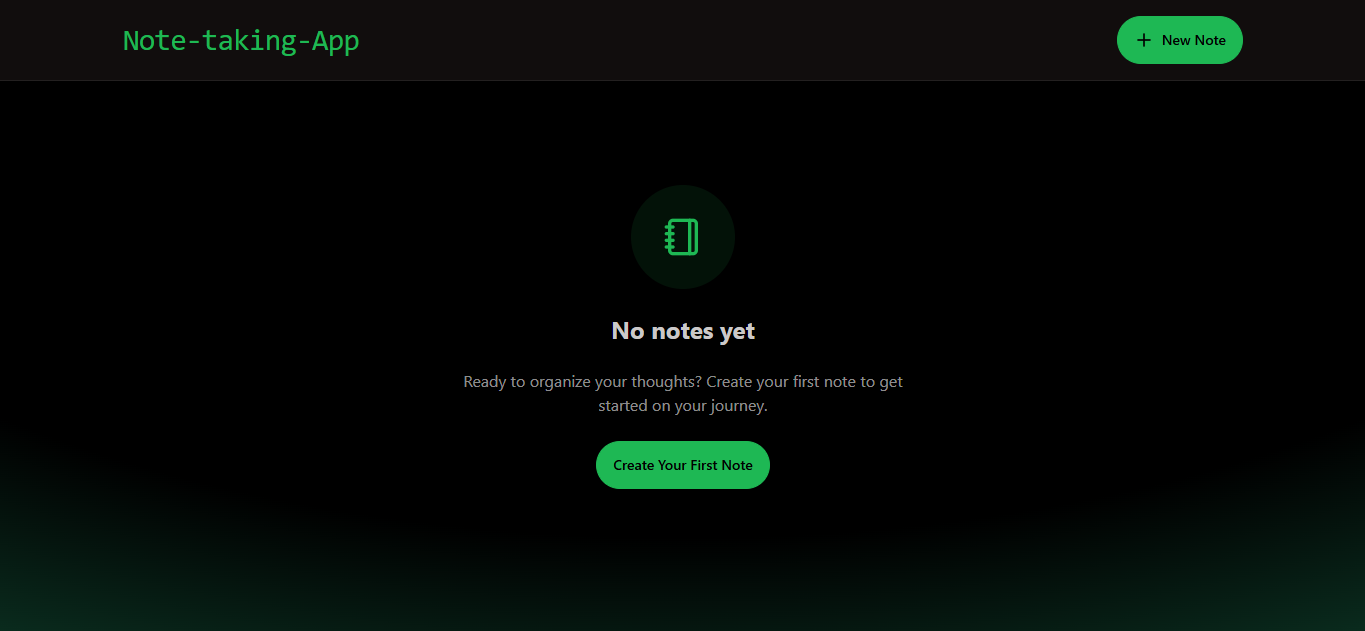 Note-taking-App
New Note
No notes yet
Ready to organize your thoughts? Create your first note to get
started on your journey.
Create Your First Note